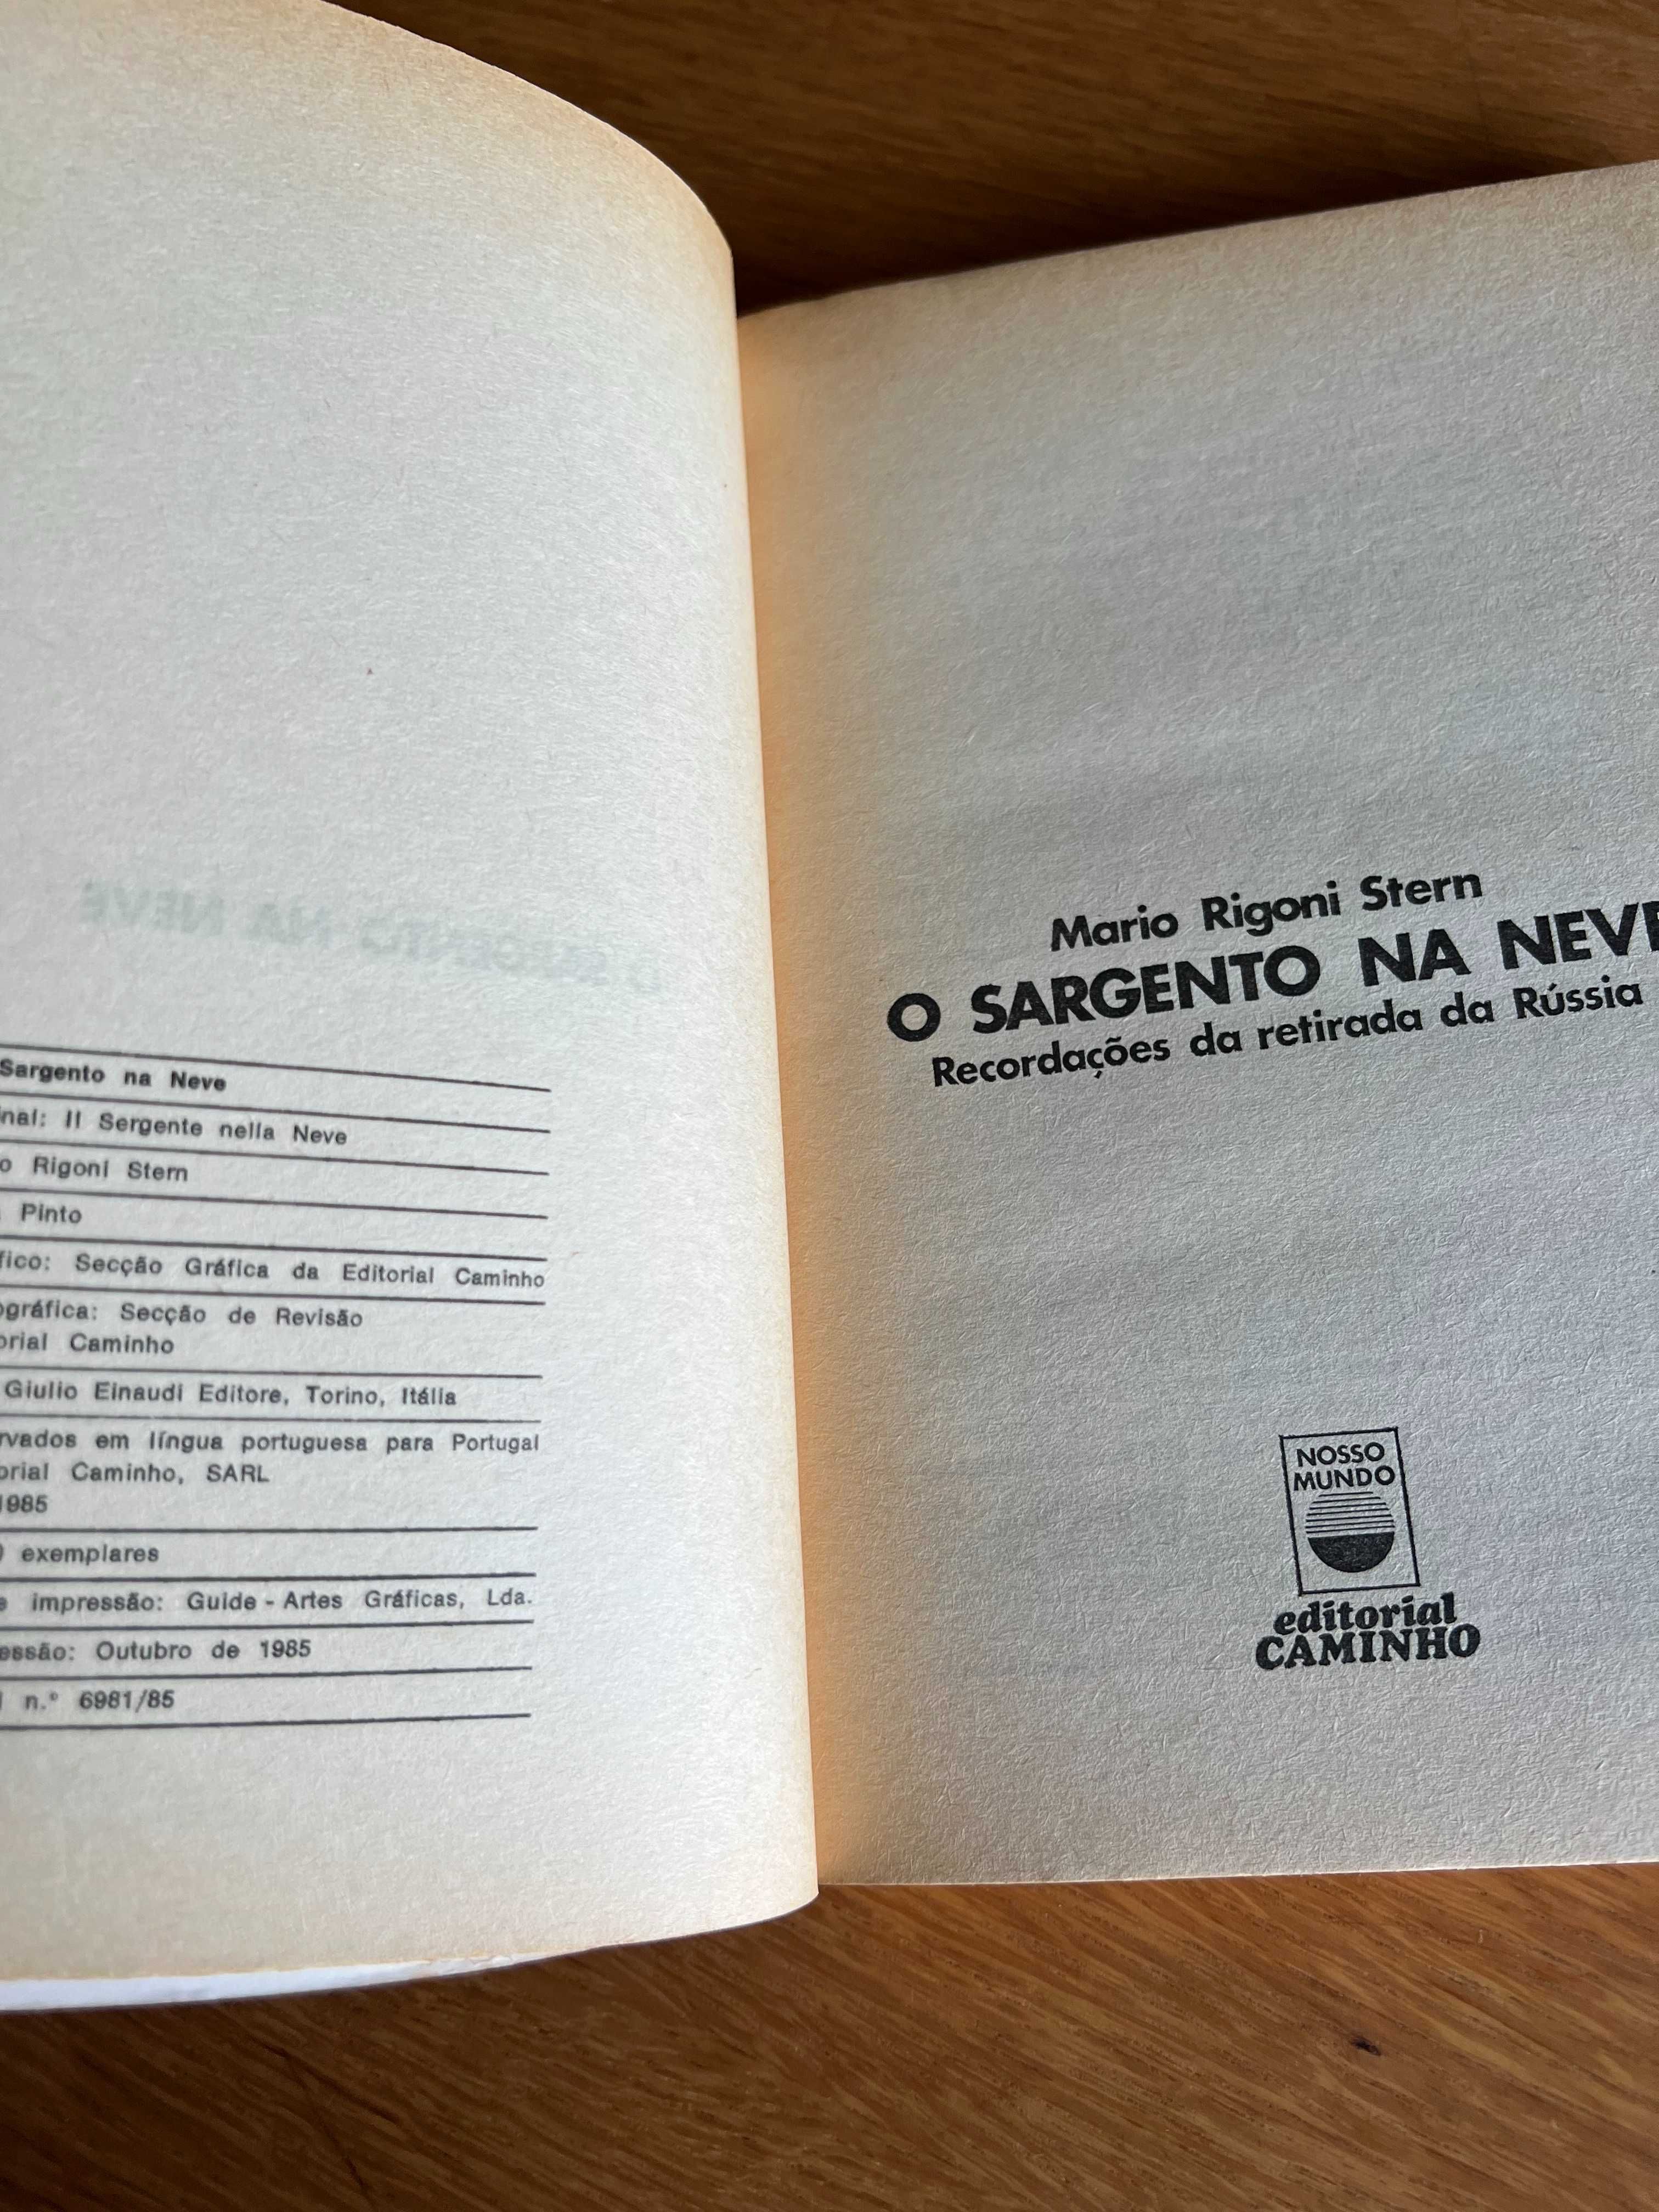 Sargento na Neve
nal: Il Sergente nella Neve
o Rigoni Stern
Pinto
fico: Secção Gráfica da Editorial Caminho
ográfica: Secção de Revisão
orial Caminho
Giulio Einaudi Editore, Torino, Itália
rvados em língua portuguesa para Portugal
orial Caminho, SARL
1985
exemplares
e impressão: Guide - Artes Gráficas, Lda.
essão: Outubro de 1985
l n.º 6981/85
Mario Rigoni Stern
O SARGENTO NA NEVE
Recordações da retirada da Rússia
NOSSO
MUNDO
editorial
CAMINHO